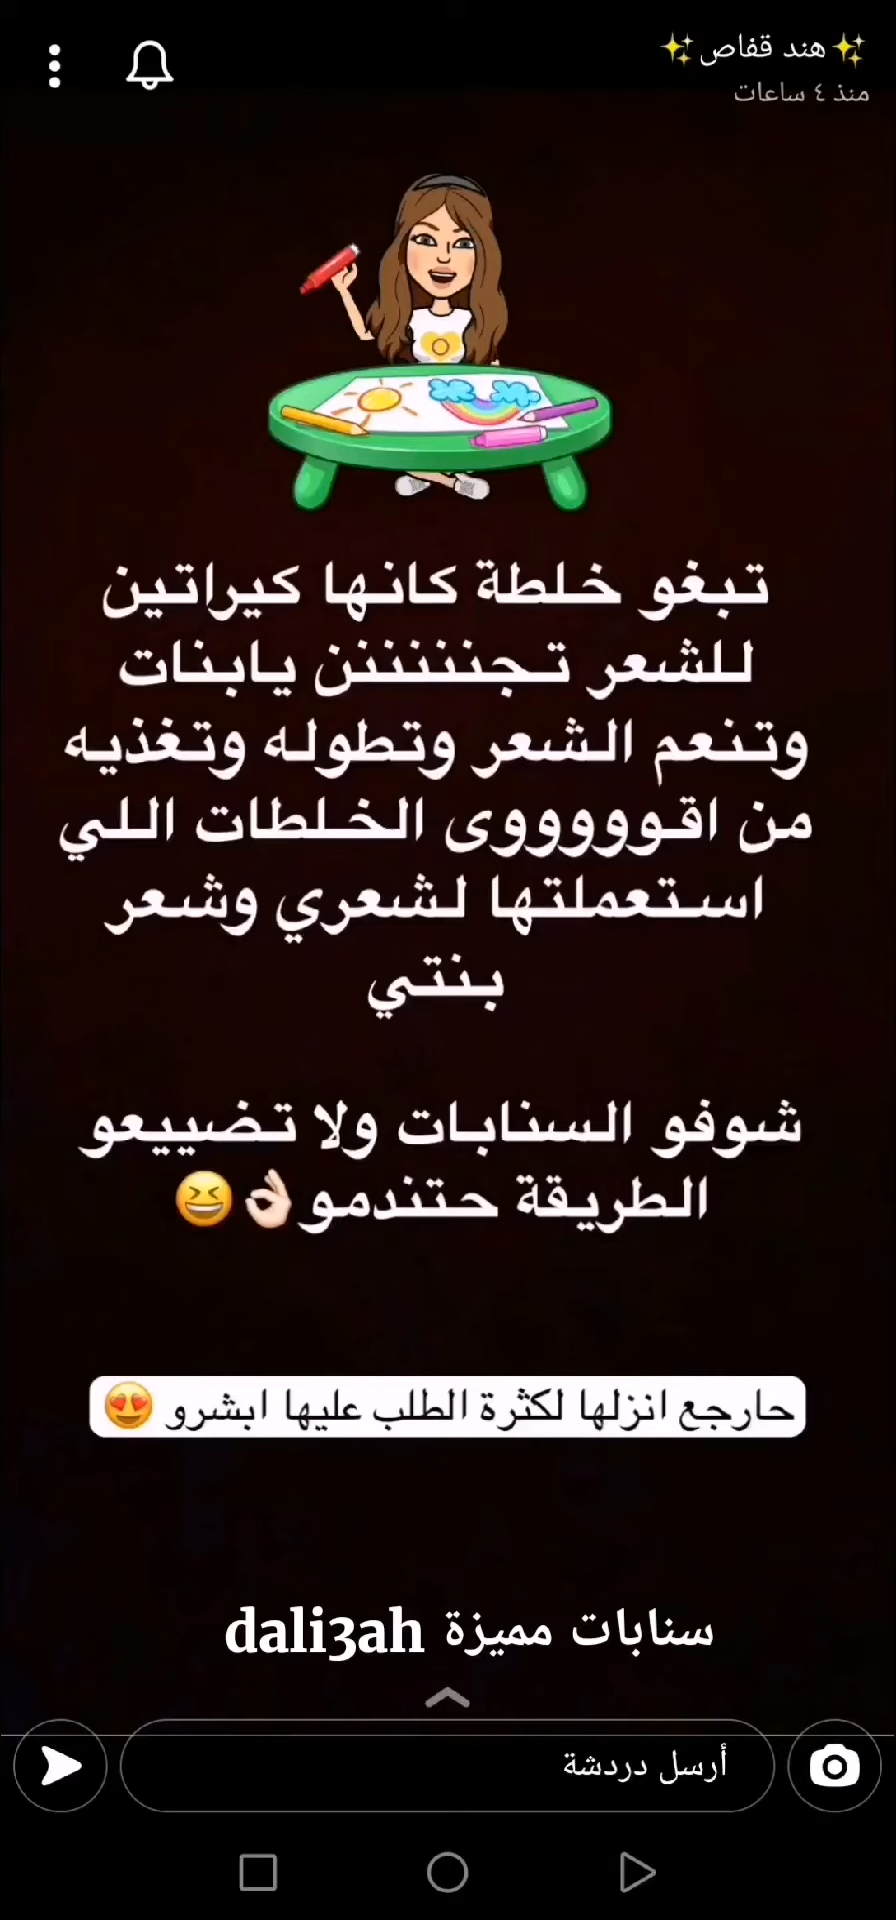 ✨هند قفاص✨
منذ ٤ ساعات
تبغو خلطة كانها كيراتين
للشعر تجننننننن يابنات
وتنعم الشعر وتطوله وتغذيه
من اقوووووى الخلطات اللي
استعملتها لشعري وشعر
بنتي
شوفو السنابات ولا تضييعو
الطريقة حتندمو👌🏻😆
حارجع انزلها لكثرة الطلب عليها ابشرو 😍
سنابات مميزة dali3ah
أرسل دردشة